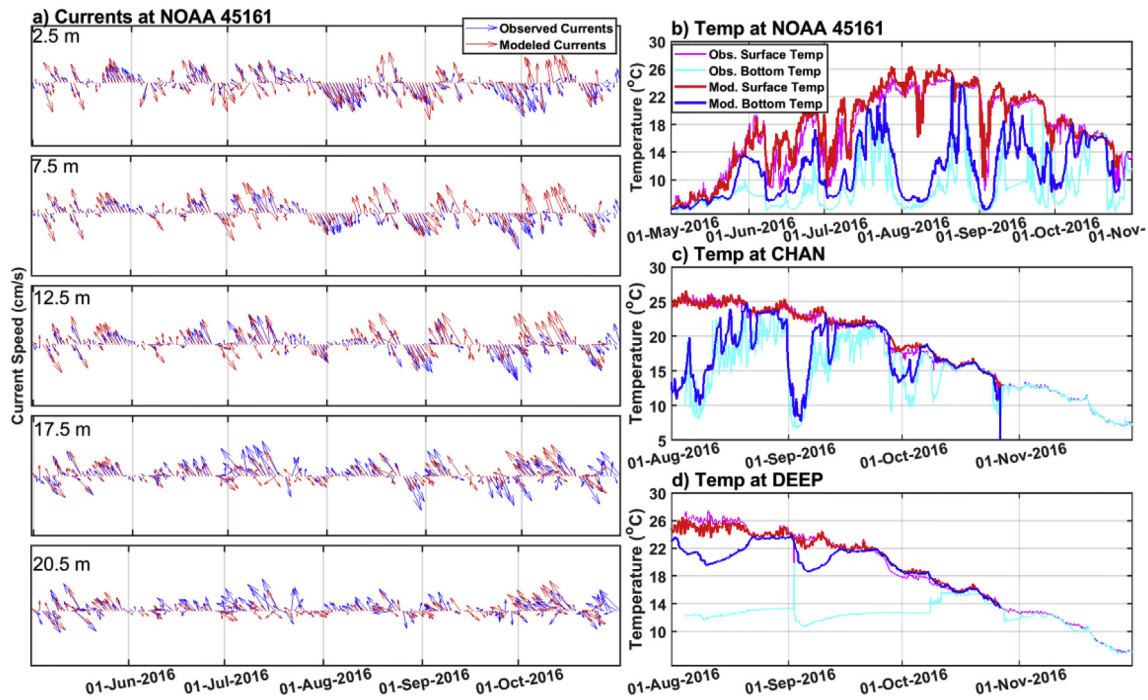 a) Currents at NOAA 45161
Observed Currents
Modeled Currents
2.5 m
7.5 m
12.5 m
17.5 m
20.5 m
Current Speed (cm/s)
01-Jun-2016 01-Jul-2016 01-Aug-2016 01-Sep-2016 01-Oct-2016
b) Temp at NOAA 45161
Obs. Surface Temp
Obs. Bottom Temp
Mod. Surface Temp
Mod. Bottom Temp
Temperature (°C)
30
26
22
18
14
10
01-May-2016 01-Jun-2016 01-Jul-2016 01-Aug-2016 01-Sep-2016 01-Oct-2016 01-Nov-
c) Temp at CHAN
Temperature (°C)
30
25
20
15
10
5
01-Aug-2016 01-Sep-2016 01-Oct-2016 01-Nov-2016
d) Temp at DEEP
Temperature (°C)
30
26
22
18
14
10
01-Aug-2016 01-Sep-2016 01-Oct-2016 01-Nov-2016